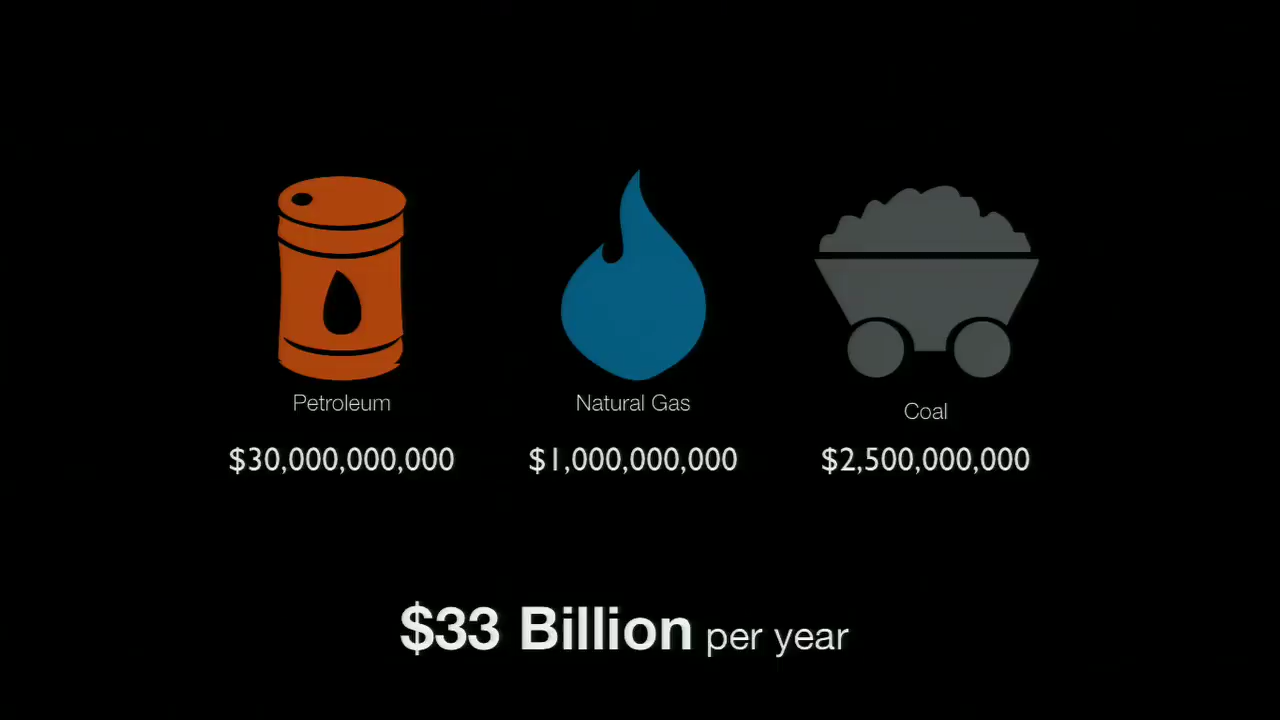 Petroleum
Natural Gas
Coal
$30,000,000,000
$1,000,000,000
$2,500,000,000
$33 Billion per year